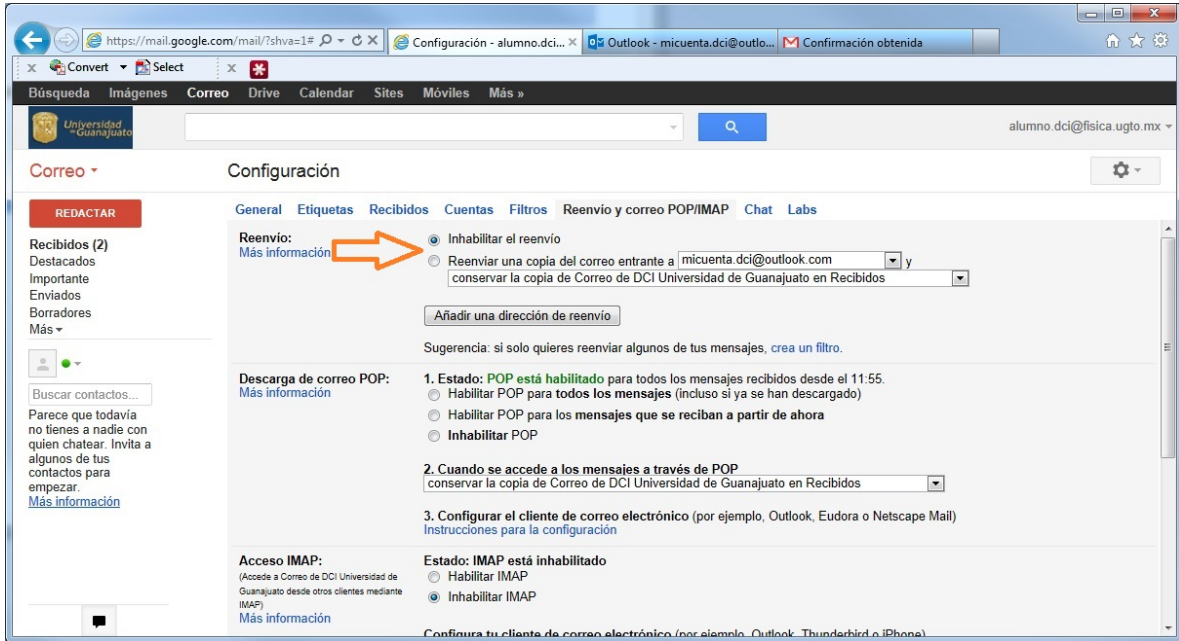 https://mail.google.com/mail/?shva=1#
Configuración - alumno.dci...
Outlook - micuenta.dci@outlo...
Confirmación obtenida
Convert
Select
Búsqueda Imágenes Correo Drive Calendar Sites Móviles Más »
Universidad
de Guanajuato
alumno.dci@fisica.ugto.mx
Correo
Configuración
REDACTAR
General Etiquetas Recibidos Cuentas Filtros Reenvío y correo POP/IMAP Chat Labs
Recibidos (2)
Destacados
Importante
Enviados
Borradores
Más
Buscar contactos...
Parece que todavía
no tienes a nadie con
quien chatear. Invita a
algunos de tus
contactos para
empezar.
Más información
Reenvío:
Más información
Inhabilitar el reenvío
Reenviar una copia del correo entrante a micuenta.dci@outlook.com y
conservar la copia de Correo de DCI Universidad de Guanajuato en Recibidos
Añadir una dirección de reenvío
Sugerencia: si solo quieres reenviar algunos de tus mensajes, crea un filtro.
Descarga de correo POP:
Más información
1. Estado: POP está habilitado para todos los mensajes recibidos desde el 11:55.
Habilitar POP para todos los mensajes (incluso si ya se han descargado)
Habilitar POP para los mensajes que se reciban a partir de ahora
Inhabilitar POP
2. Cuando se accede a los mensajes a través de POP
conservar la copia de Correo de DCI Universidad de Guanajuato en Recibidos
3. Configurar el cliente de correo electrónico (por ejemplo, Outlook, Eudora o Netscape Mail)
Instrucciones para la configuración
Acceso IMAP:
(Accede a Correo de DCI Universidad de
Guanajuato desde otros clientes mediante
IMAP)
Más información
Estado: IMAP está inhabilitado
Habilitar IMAP
Inhabilitar IMAP
Configura tu cliente de correo electrónico (por ejemplo, Outlook, Thunderbird o iPhone)